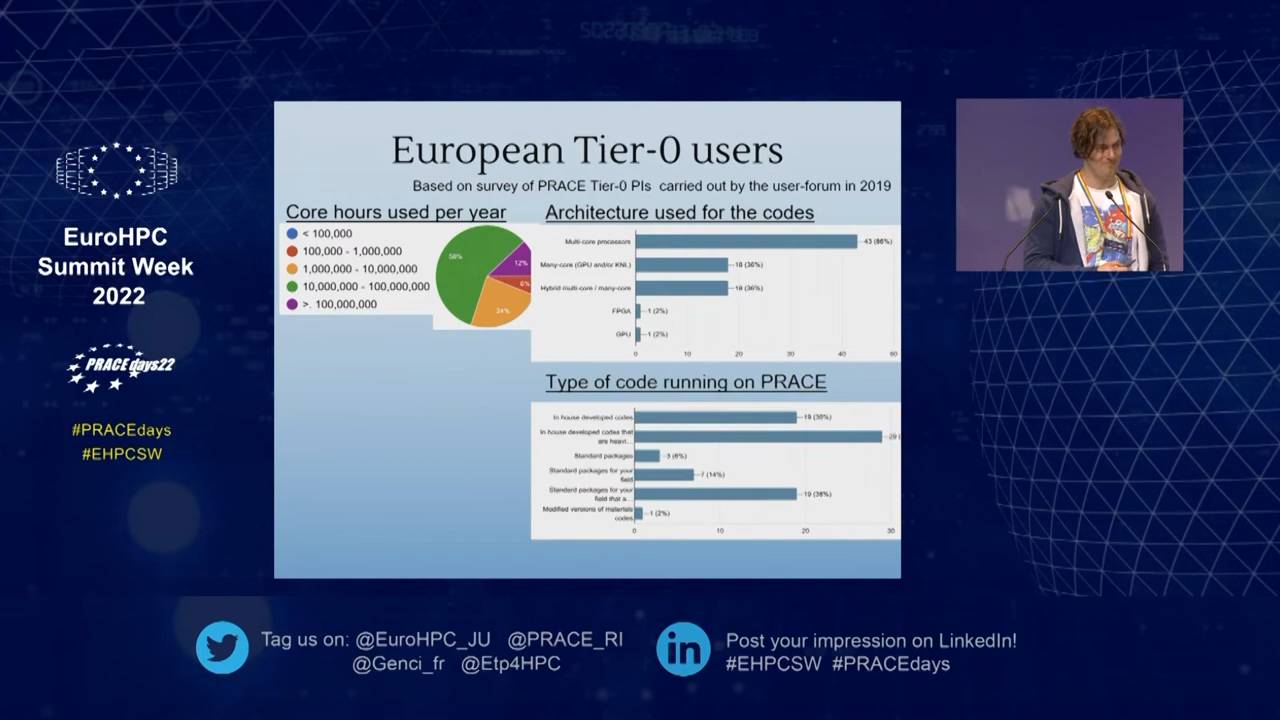 EuroHPC
Summit Week
2022
PRACEdays22
#PRACEdays
#EHPCSW
European Tier-0 users
Based on survey of PRACE Tier-0 PIs carried out by the user-forum in 2019
Core hours used per year
< 100,000
100,000 - 1,000,000
1,000,000 - 10,000,000
10,000,000 - 100,000,000
>. 100,000,000
58%
12%
6%
24%
Architecture used for the codes
Multi-core processors
43 (86%)
Many-core (GPU and/or KNL)
18 (36%)
Hybrid multi-core / many-core
18 (36%)
FPGA
1 (2%)
GPU
1 (2%)
0 10 20 30 40 50
Type of code running on PRACE
In house developed codes
19 (38%)
In house developed codes that
are heavi...
29 (
Standard packages
3 (6%)
Standard packages for your
field
7 (14%)
Standard packages for your
field that a...
19 (38%)
Modified versions of materials
codes
1 (2%)
0 10 20 30
Tag us on: @EuroHPC_JU @PRACE_RI
@Genci_fr @Etp4HPC
in
Post your impression on LinkedIn!
#EHPCSW #PRACEdays